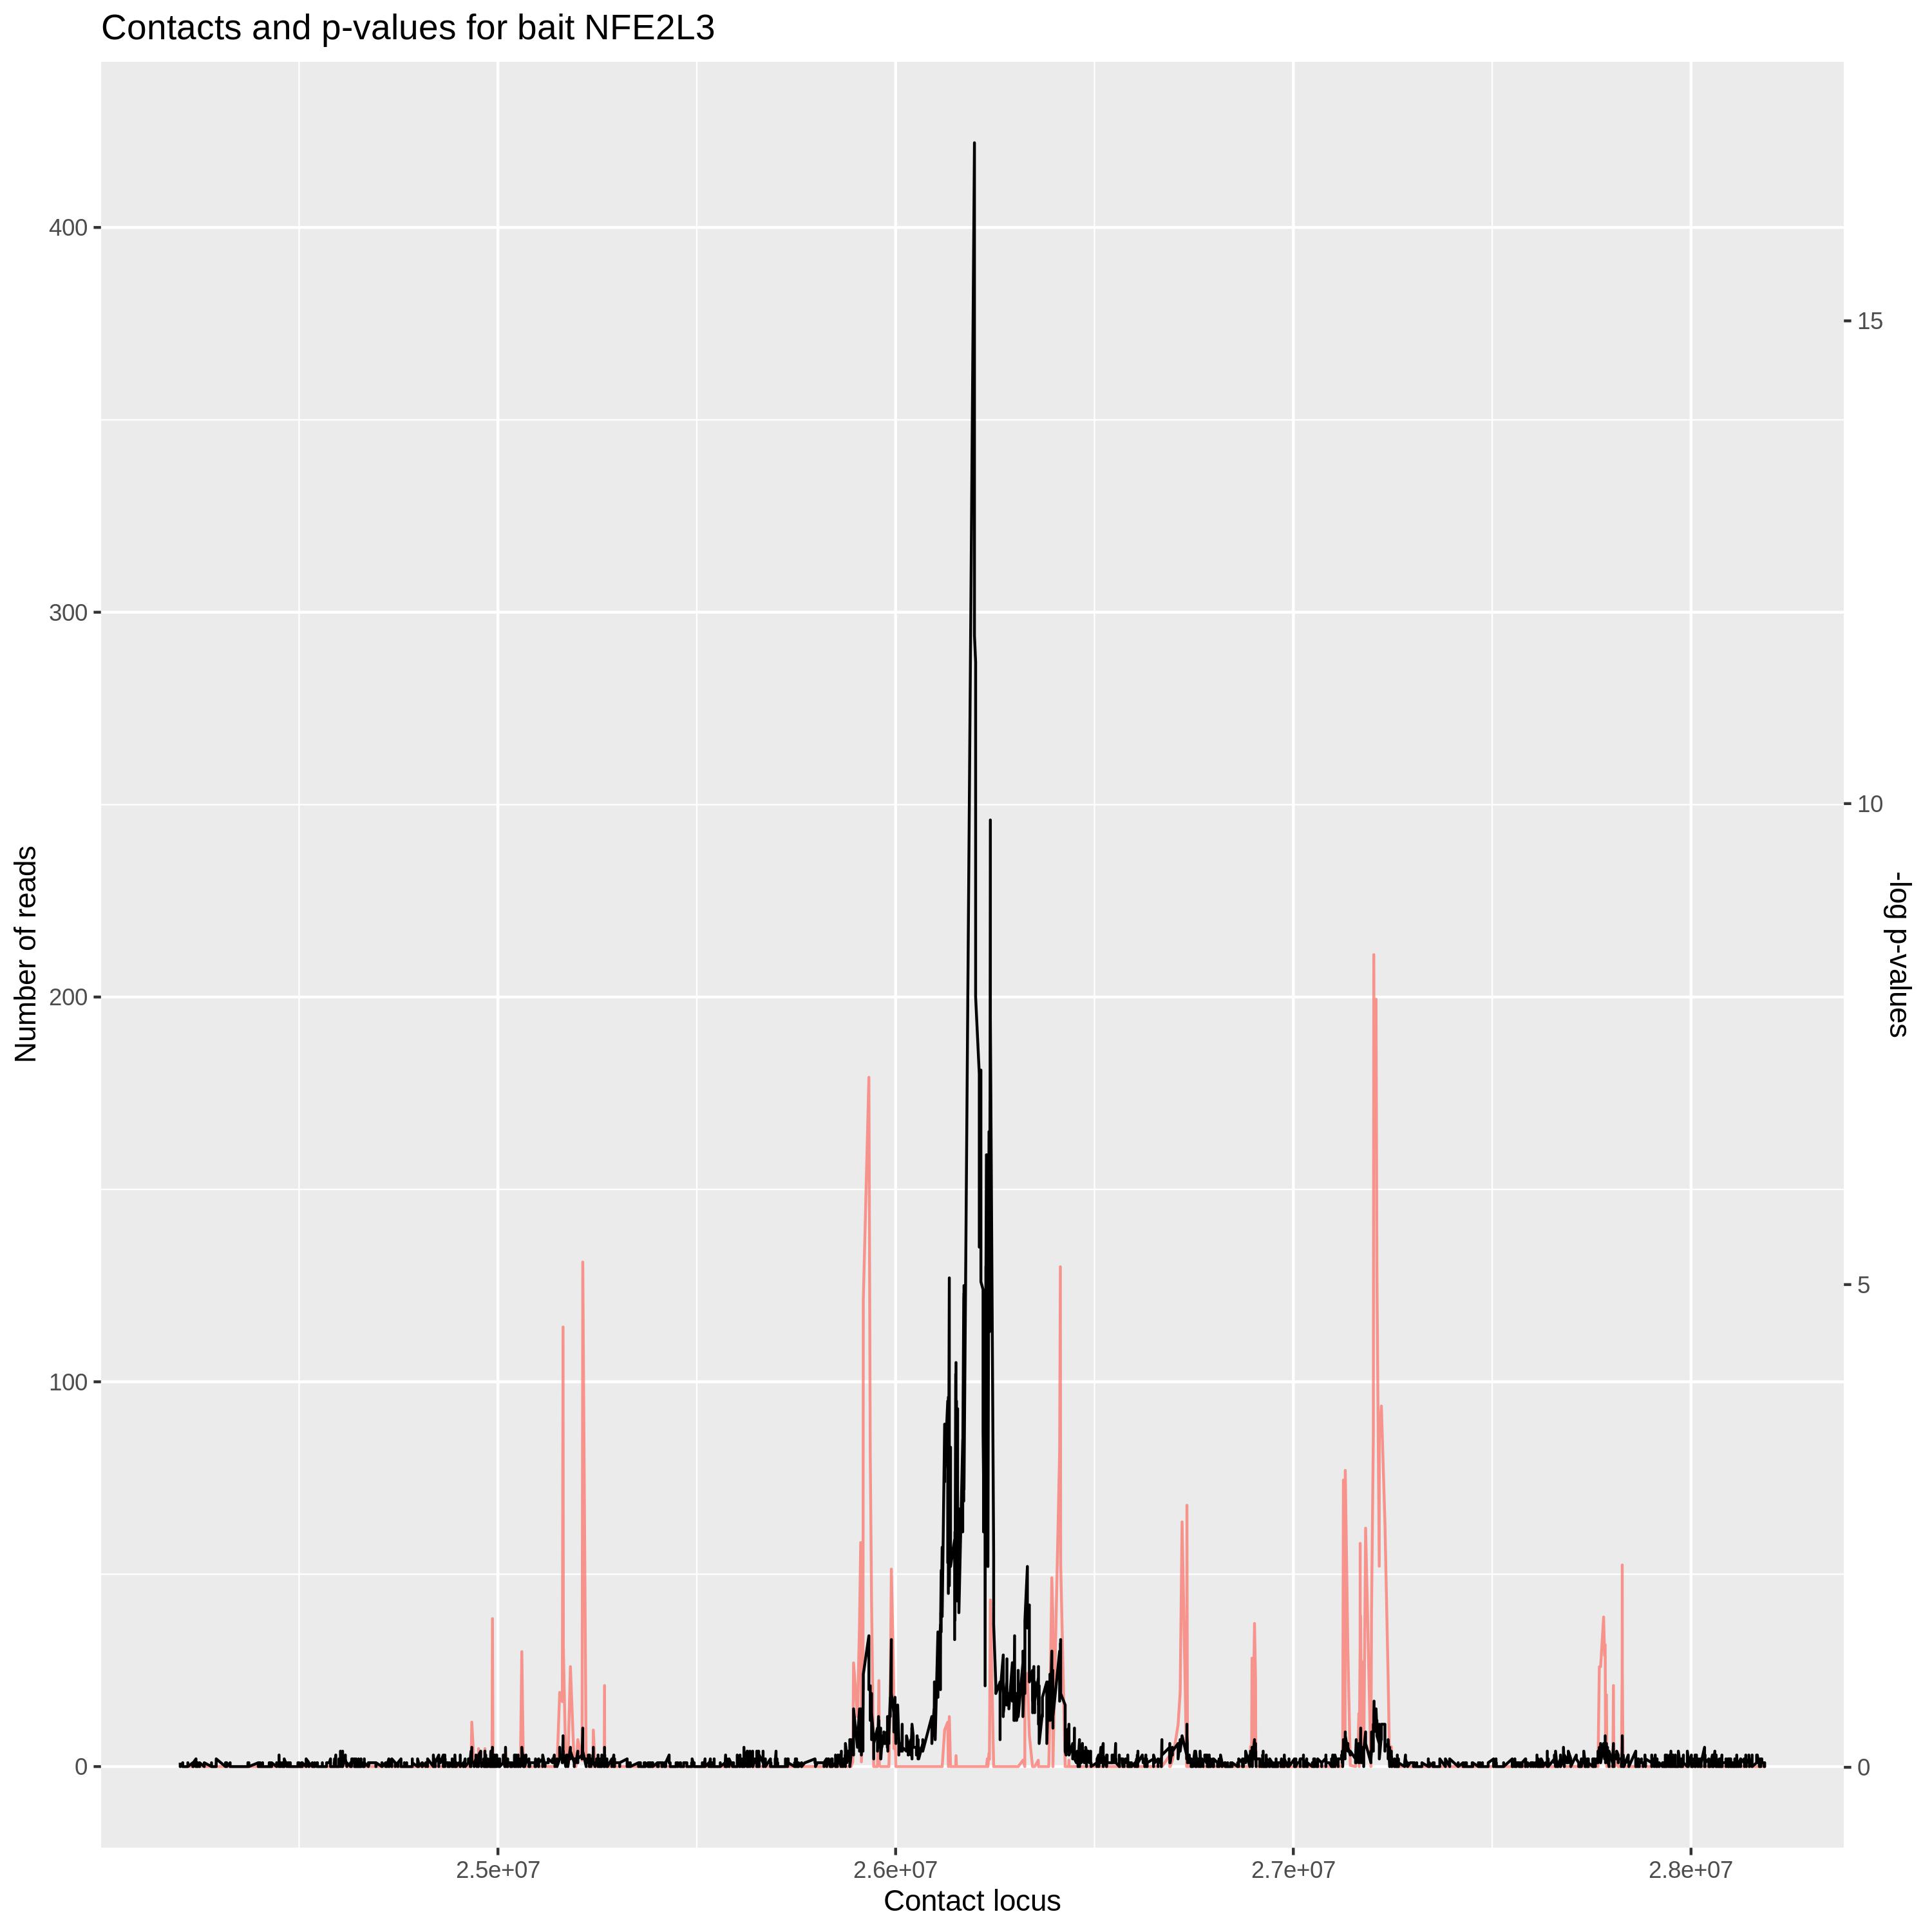 Contacts and p-values for bait NFE2L3
400
300
200
100
0
Number of reads
15
10
5
0
-log p-values
2.5e+07
2.6e+07
2.7e+07
2.8e+07
Contact locus